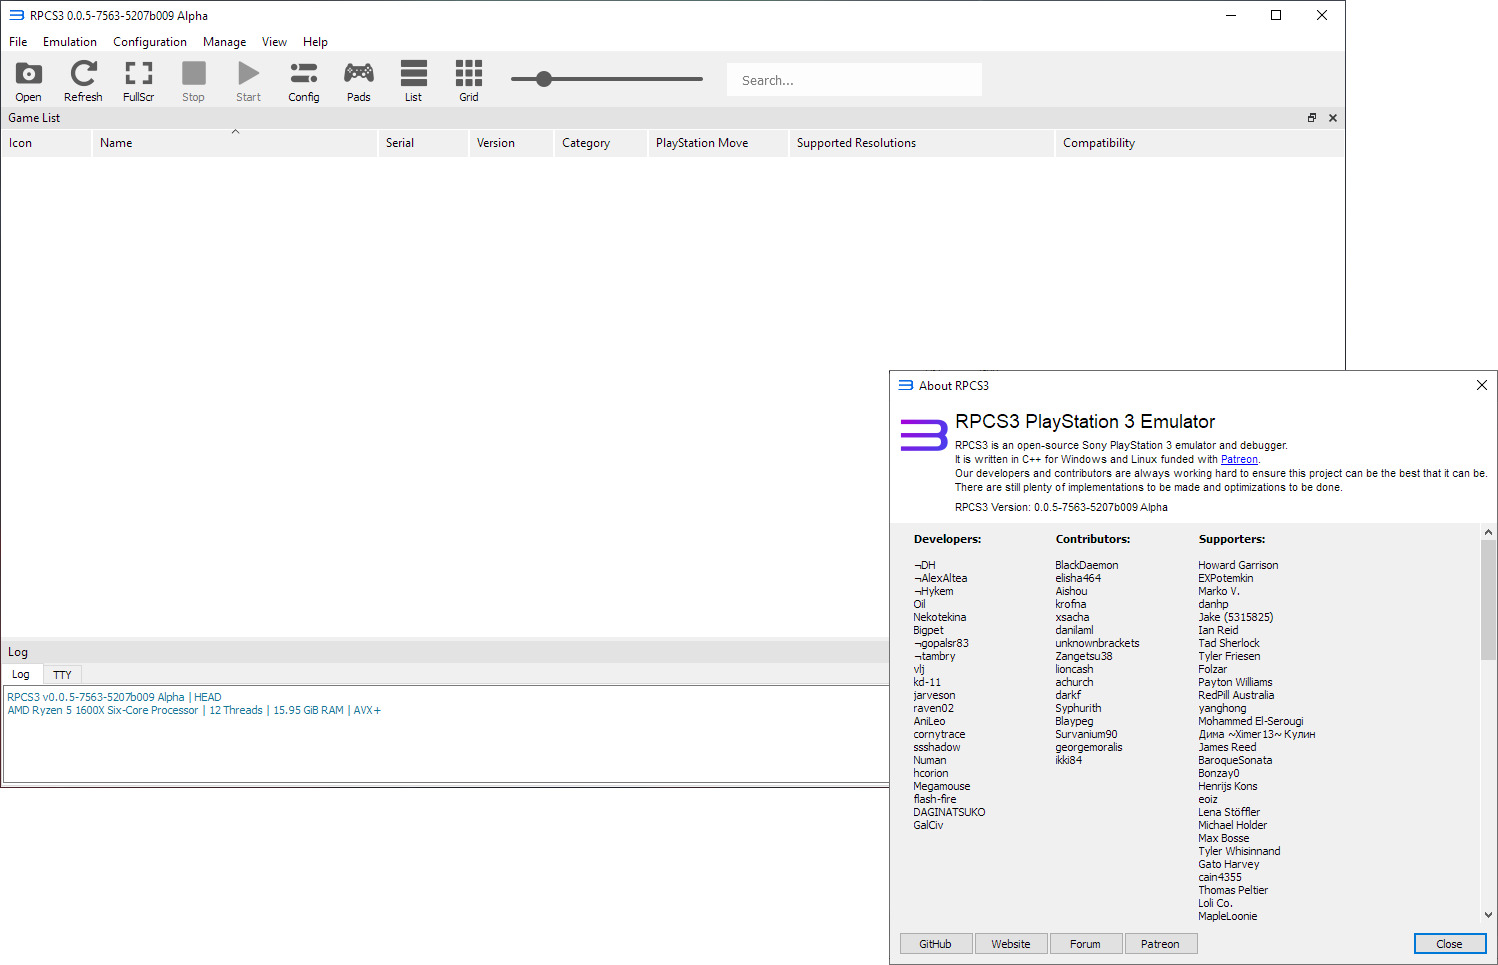 RPCS3 0.0.5-7563-5207b009 Alpha
File Emulation Configuration Manage View Help
Open Refresh FullScr Stop Start Config Pads List Grid Search...
Game List
Icon Name Serial Version Category PlayStation Move Supported Resolutions Compatibility
Log
Log TTY
RPCS3 v0.0.5-7563-5207b009 Alpha | HEAD
AMD Ryzen 5 1600X Six-Core Processor | 12 Threads | 15.95 GiB RAM | AVX+
About RPCS3
RPCS3 PlayStation 3 Emulator
RPCS3 is an open-source Sony PlayStation 3 emulator and debugger.
It is written in C++ for Windows and Linux funded with Patreon.
Our developers and contributors are always working hard to ensure this project can be the best that it can be.
There are still plenty of implementations to be made and optimizations to be done.
RPCS3 Version: 0.0.5-7563-5207b009 Alpha
Developers:
¬DH
¬AlexAltea
¬Hykem
Oil
Nekotekina
Bigpet
¬gopalsr83
¬tambry
vlj
kd-11
jarveson
raven02
AniLeo
cornytrace
ssshadow
Numan
hcorion
Megamouse
flash-fire
DAGINATSUKO
GalCiv
Contributors:
BlackDaemon
elisha464
Aishou
krofna
xsacha
danilaml
unknownbrackets
Zangetsu38
lioncash
achurch
darkf
Syphurith
Blaypeg
Survanium90
georgemoralis
ikki84
Supporters:
Howard Garrison
EXPotemkin
Marko V.
danhp
Jake (5315825)
Ian Reid
Tad Sherlock
Tyler Friesen
Folzar
Payton Williams
RedPill Australia
yanghong
Mohammed El-Serougi
Дима ~Ximer13~ Кулин
James Reed
BaroqueSonata
Bonzay0
Henrijs Kons
eoiz
Lena Stöffler
Michael Holder
Max Bosse
Tyler Whisinnand
Gato Harvey
cain4355
Thomas Peltier
Loli Co.
MapleLoonie
GitHub Website Forum Patreon Close